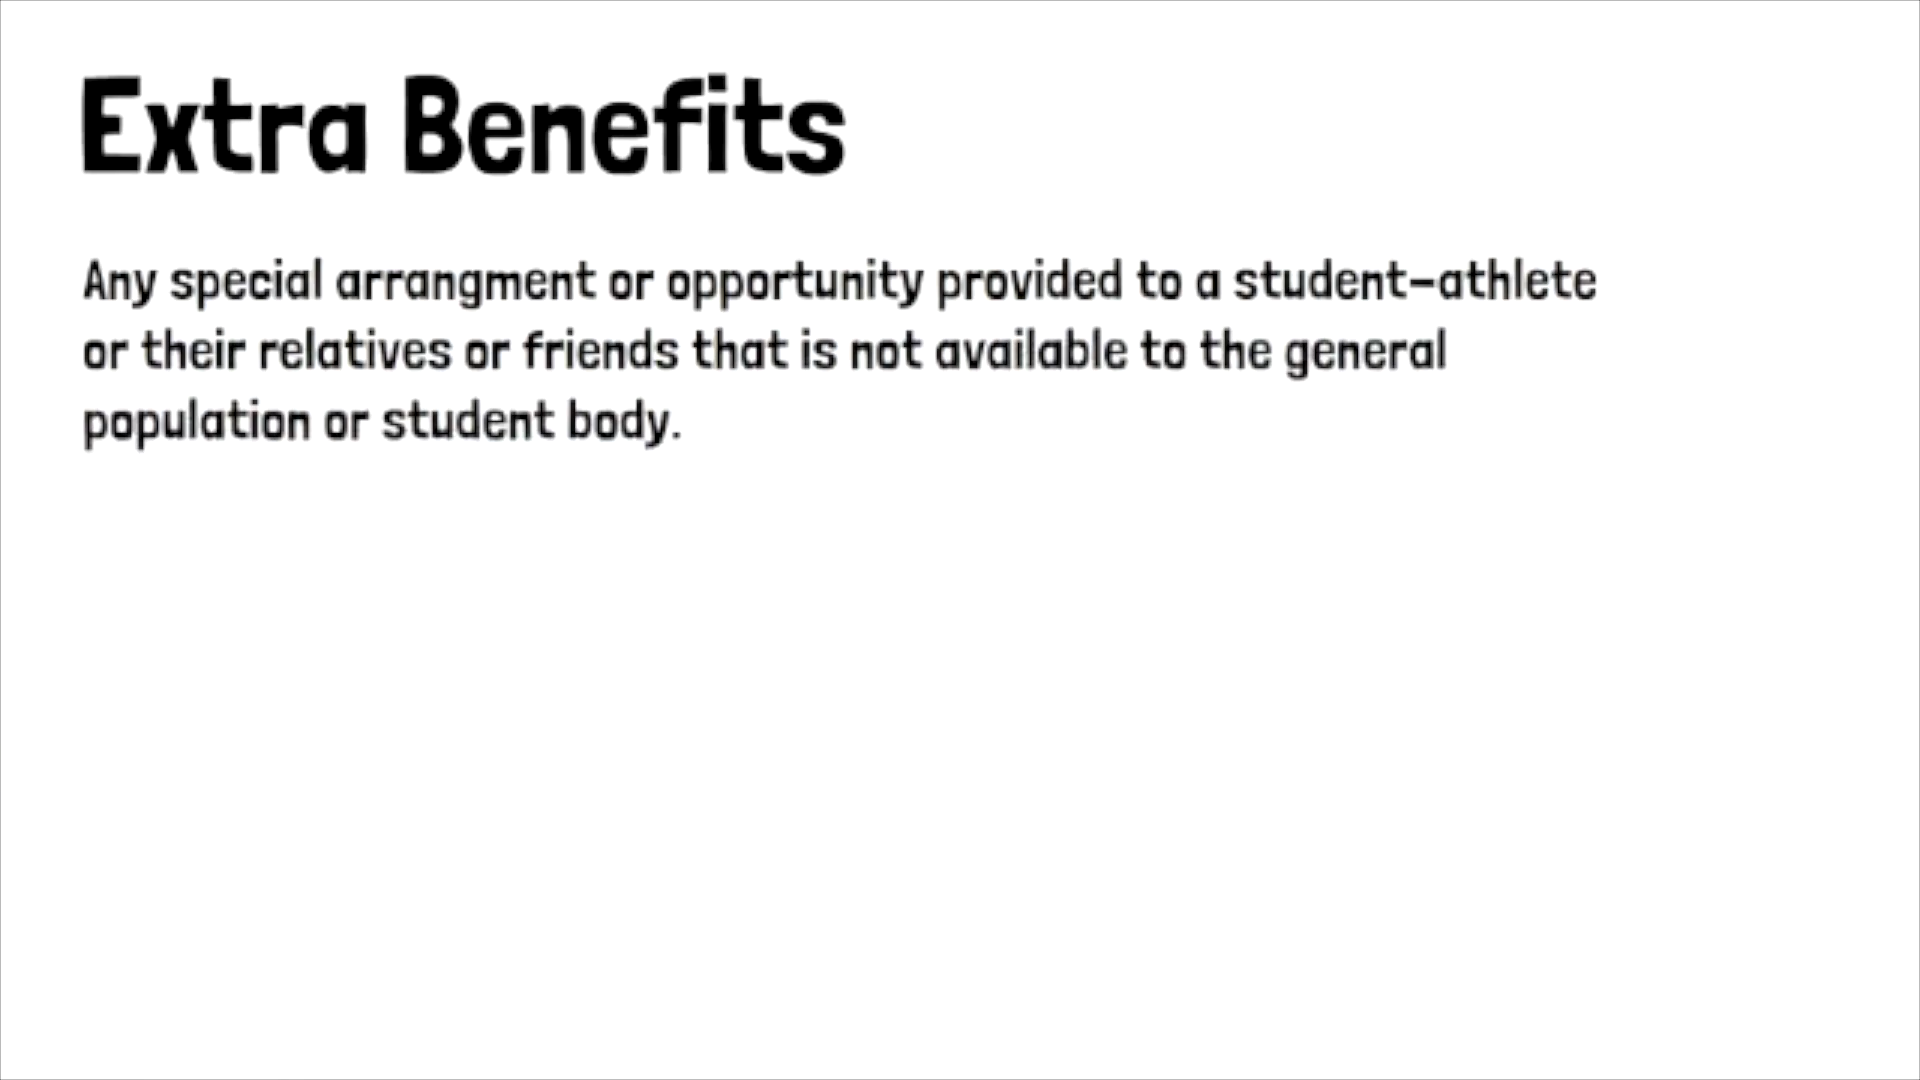 Extra Benefits
Any special arrangment or opportunity provided to a student-athlete
or their relatives or friends that is not available to the general
population or student body.